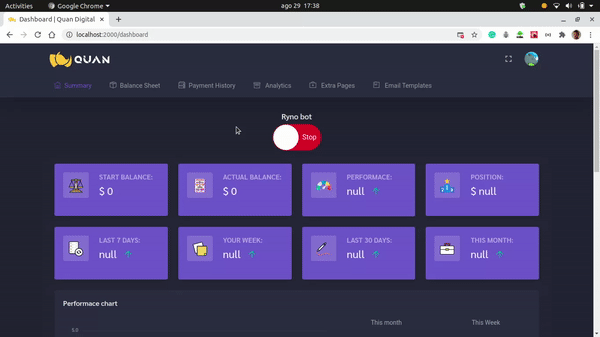 Activities Google Chrome ago 29 17:38
Dashboard | Quan Digital
localhost:2000/dashboard
QUAN
Summary Balance Sheet Payment History Analytics Extra Pages Email Templates
Ryno bot
Stop
START BALANCE: ACTUAL BALANCE: PERFORMACE: POSITION:
$ 0 $ 0 null $ null
LAST 7 DAYS: YOUR WEEK: LAST 30 DAYS: THIS MONTH:
null null null null
Performace chart
This month This Week
5.0